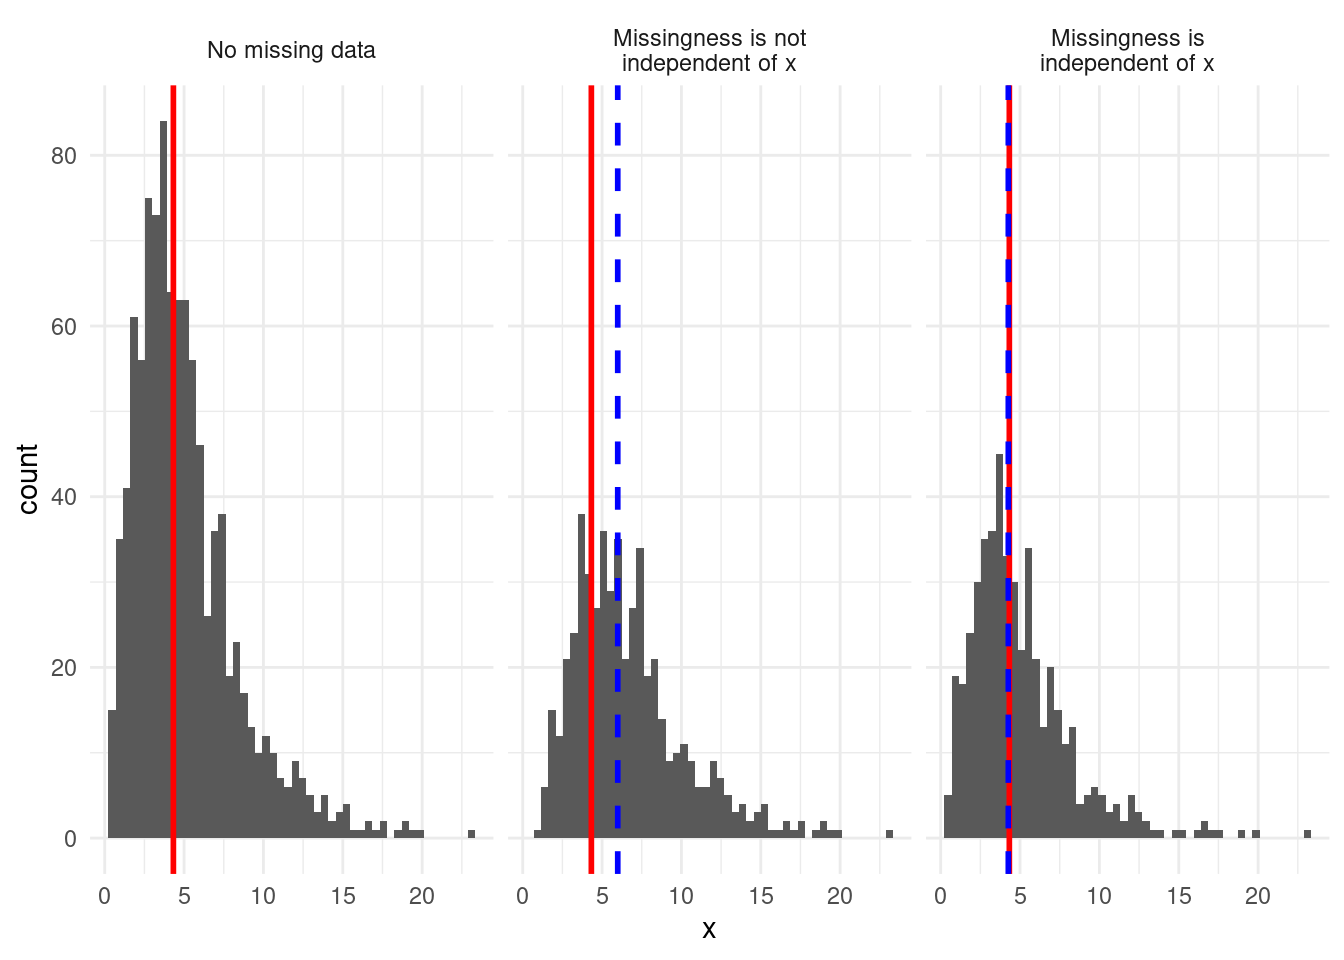 No missing data
Missingness is not
independent of x
Missingness is
independent of x
count
80
60
40
20
0
0 5 10 15 20
0 5 10 15 20
0 5 10 15 20
x